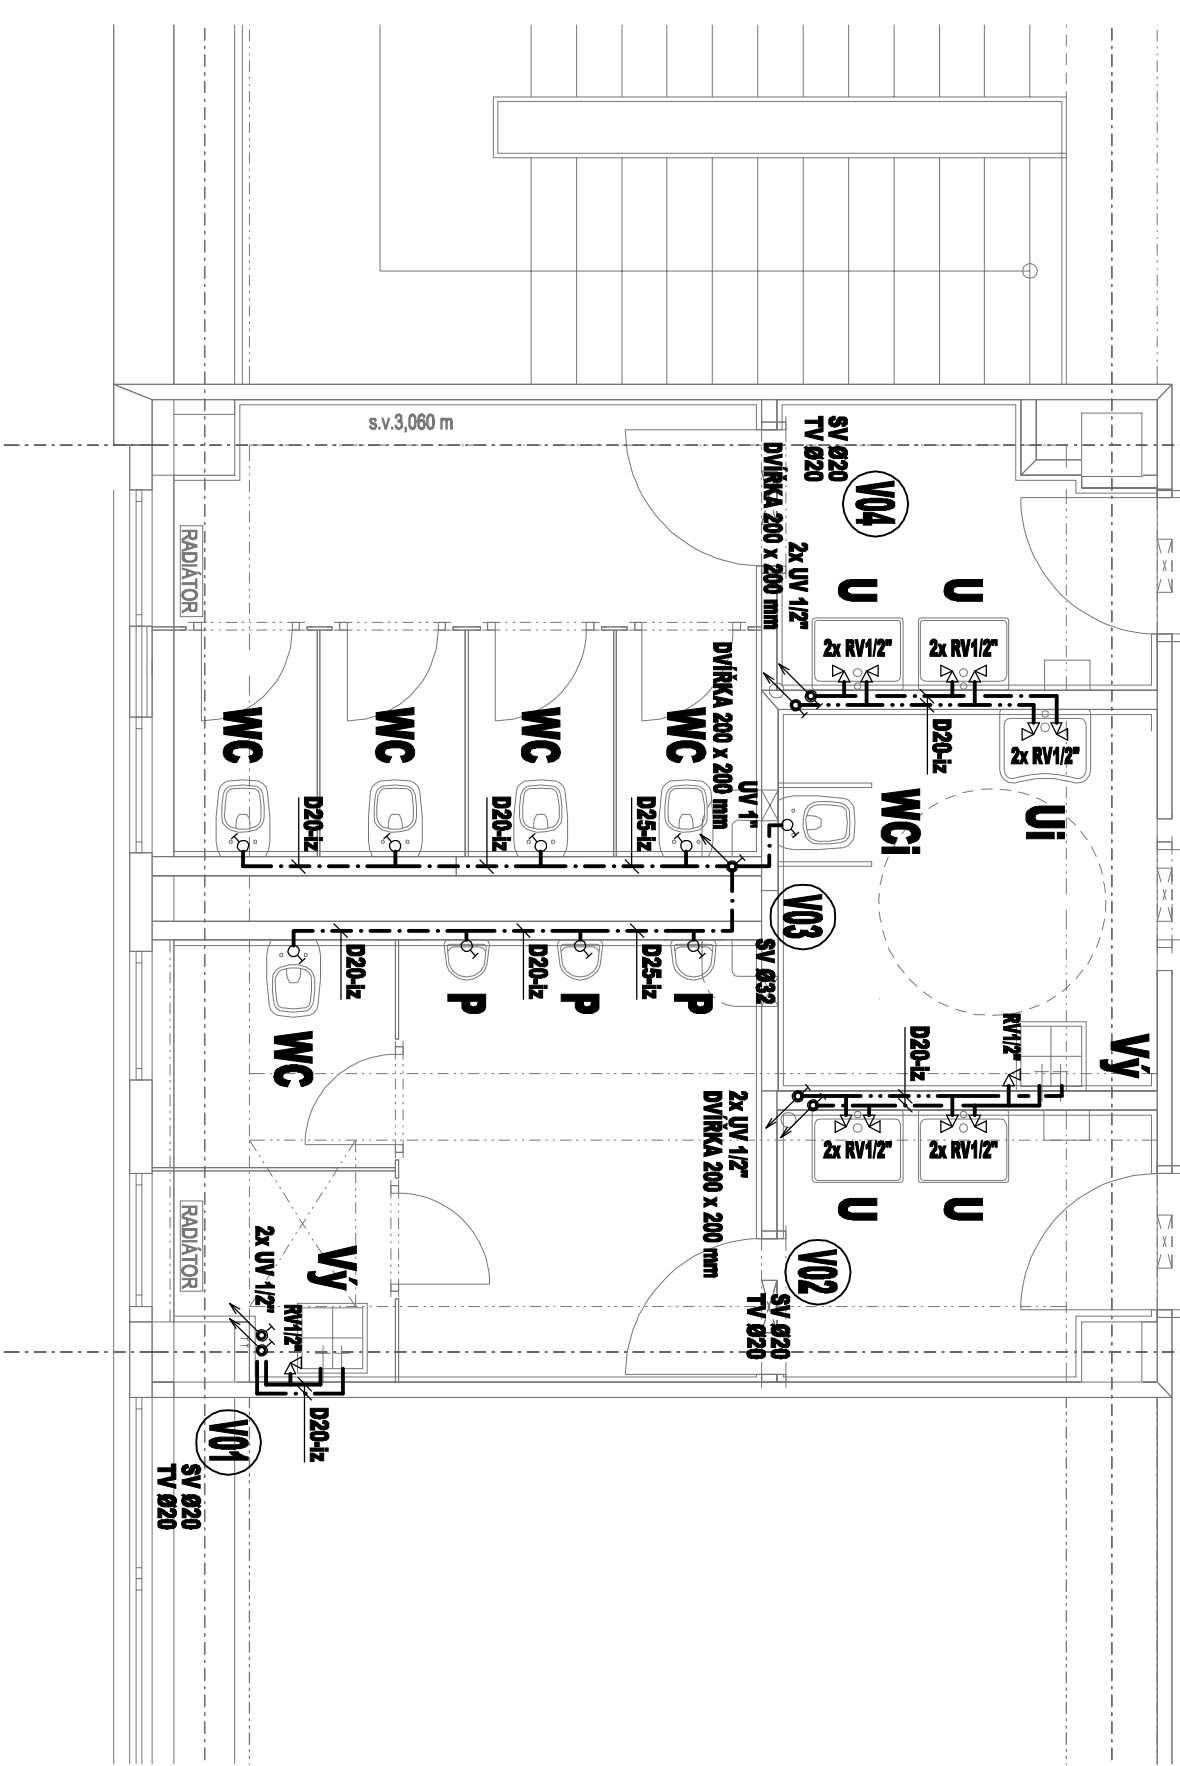 s.v.3,060 m
SV Ø20
TV Ø20
V04
DVÍŘKA 200 x 200 mm
2x UV 1/2"
U
U
2x RV1/2"
2x RV1/2"
RADIÁTOR
DVÍŘKA 200 x 200 mm
UV 1"
D20-iz
2x RV1/2"
WC
WC
WC
WC
WCi
Ui
D20-iz
D20-iz
D25-iz
V03
SV Ø32
D20-iz
D20-iz
D25-iz
P
P
P
WC
D20-iz
RV1/2"
Vý
2x UV 1/2"
DVÍŘKA 200 x 200 mm
2x RV1/2"
2x RV1/2"
U
U
RADIÁTOR
2x UV 1/2"
Vý
RV1/2"
V02
SV Ø20
TV Ø20
D20-iz
V01
SV Ø20
TV Ø20